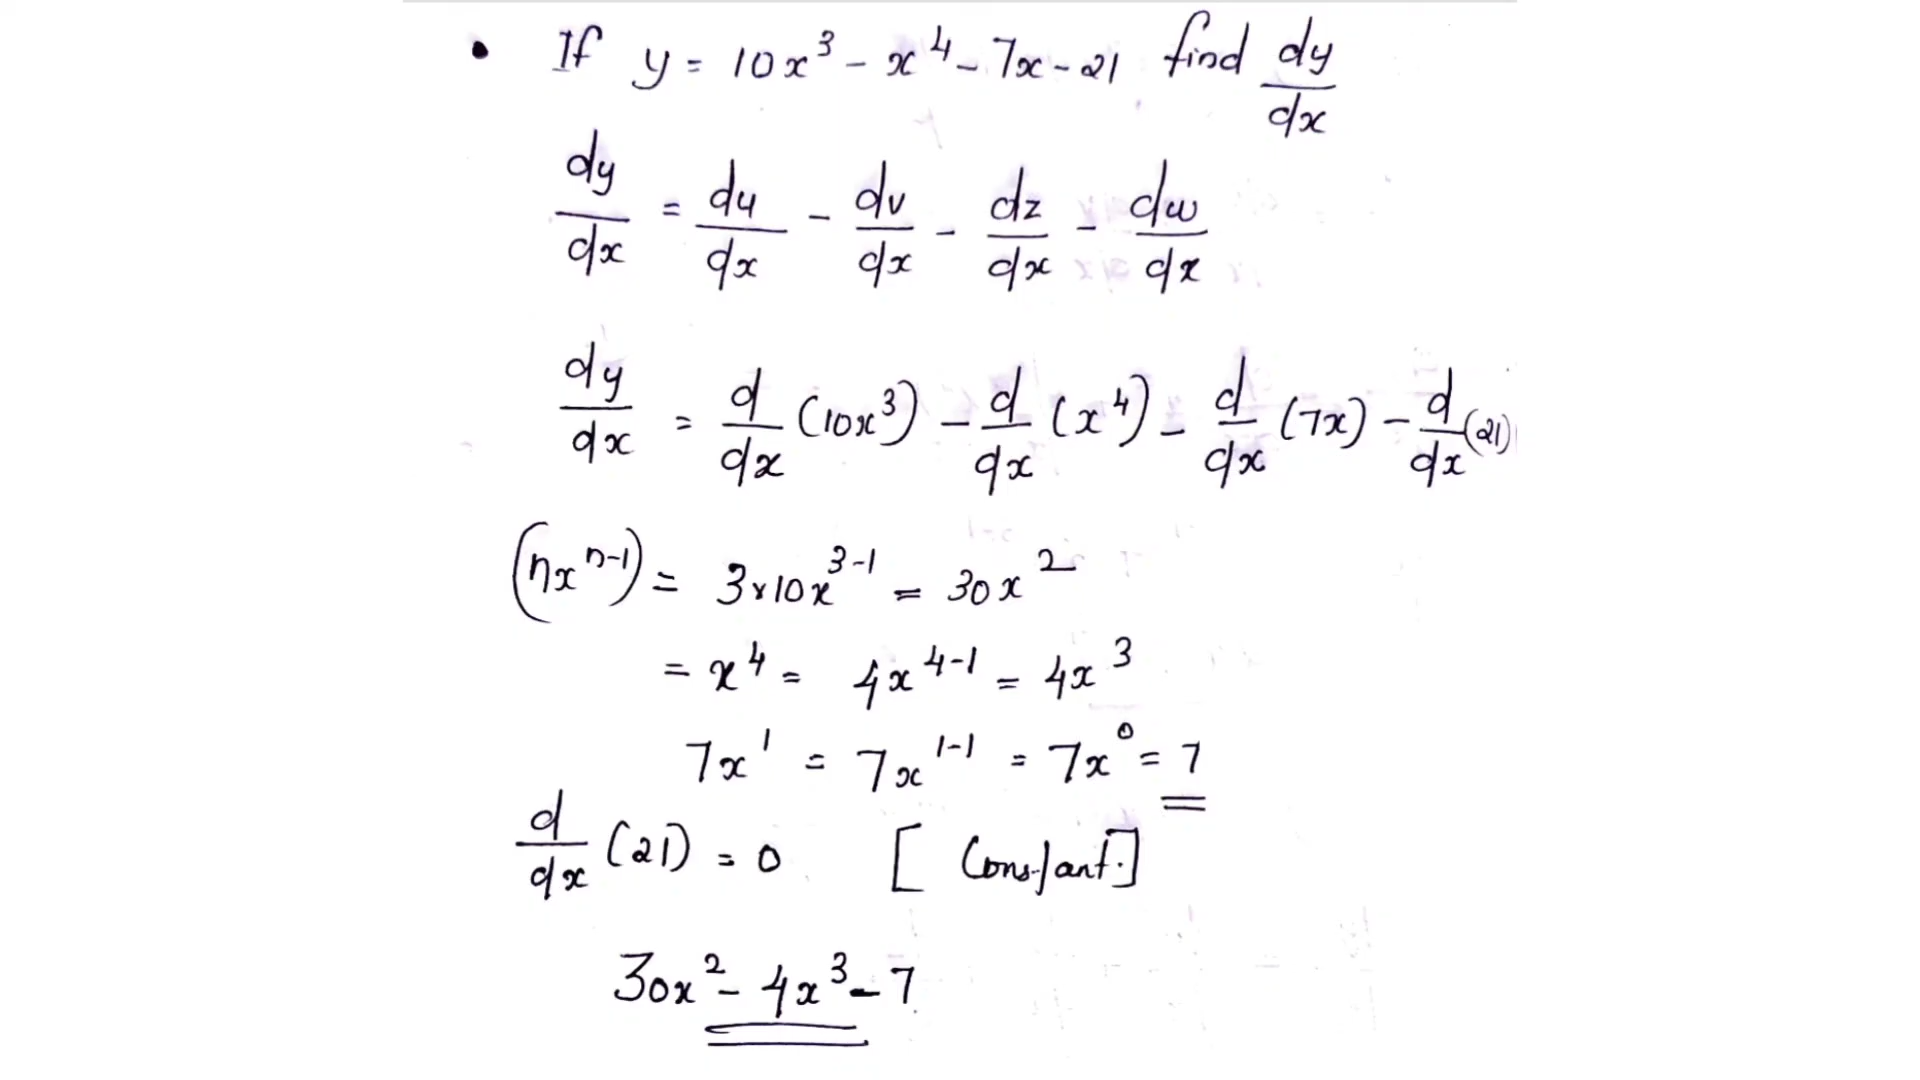 • If y = 10x³ - x⁴ - 7x - 21 find dy/dx
dy/dx = du/dx - dv/dx - dz/dx - dw/dx
dy/dx = d/dx (10x³) - d/dx (x⁴) - d/dx (7x) - d/dx (21)
(nxⁿ⁻¹) = 3×10x³⁻¹ = 30x²
= x⁴ = 4x⁴⁻¹ = 4x³
7x¹ = 7x¹⁻¹ = 7x⁰ = 7
d/dx (21) = 0 [Constant.]
30x² - 4x³ - 7